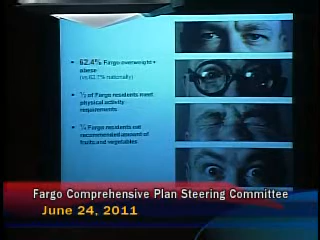 62.4% Fargo overweight +
obese
(vs 62.7% nationally)
½ of Fargo residents meet
physical activity
requirements
¼ Fargo residents eat
recommended amount of
fruits and vegetables
Fargo Comprehensive Plan Steering Committee
June 24, 2011